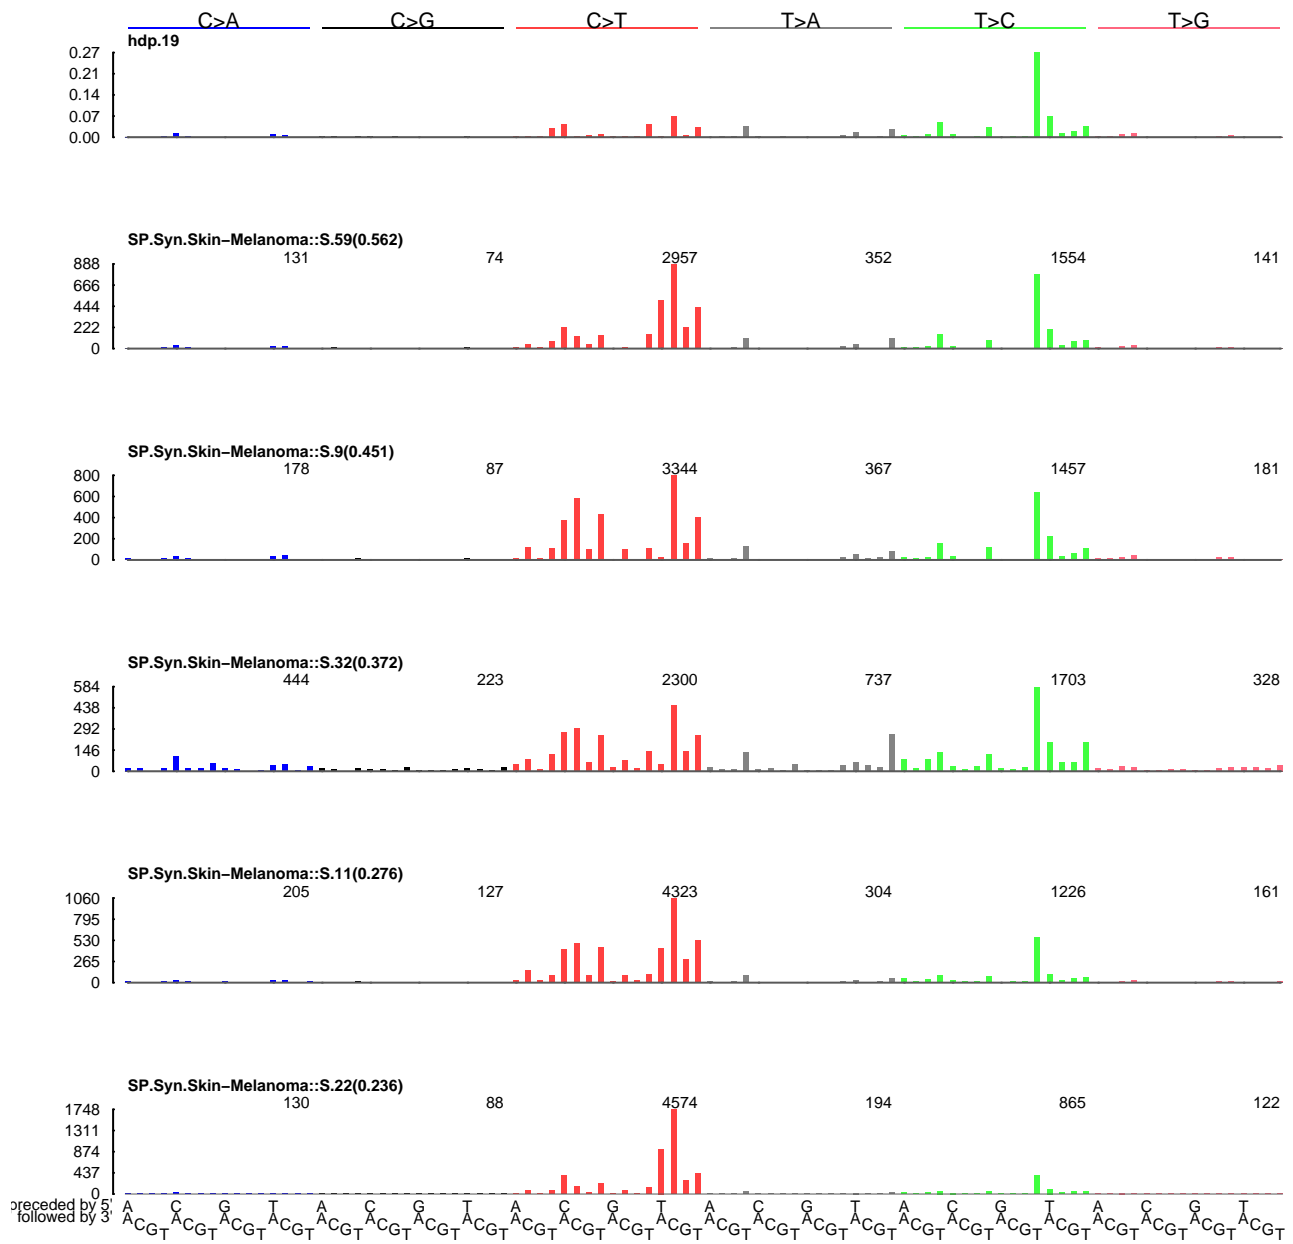 C>A C>G C>T T>A T>C T>G
hdp.19
0.27
0.21
0.14
0.07
0.00
SP.Syn.Skin−Melanoma::S.59(0.562)
131 74 2957 352 1554 141
888
666
444
222
0
SP.Syn.Skin−Melanoma::S.9(0.451)
178 87 3344 367 1457 181
800
600
400
200
0
SP.Syn.Skin−Melanoma::S.32(0.372)
444 223 2300 737 1703 328
584
438
292
146
0
SP.Syn.Skin−Melanoma::S.11(0.276)
205 127 4323 304 1226 161
1060
795
530
265
0
SP.Syn.Skin−Melanoma::S.22(0.236)
130 88 4574 194 865 122
1748
1311
874
437
0
preceded by 5' A C G T A C G T A C G T A C G T A C G T A C G T
followed by 3' A C G T A C G T A C G T A C G T A C G T A C G T A C G T A C G T A C G T A C G T A C G T A C G T A C G T A C G T A C G T A C G T A C G T A C G T A C G T A C G T A C G T A C G T A C G T A C G T